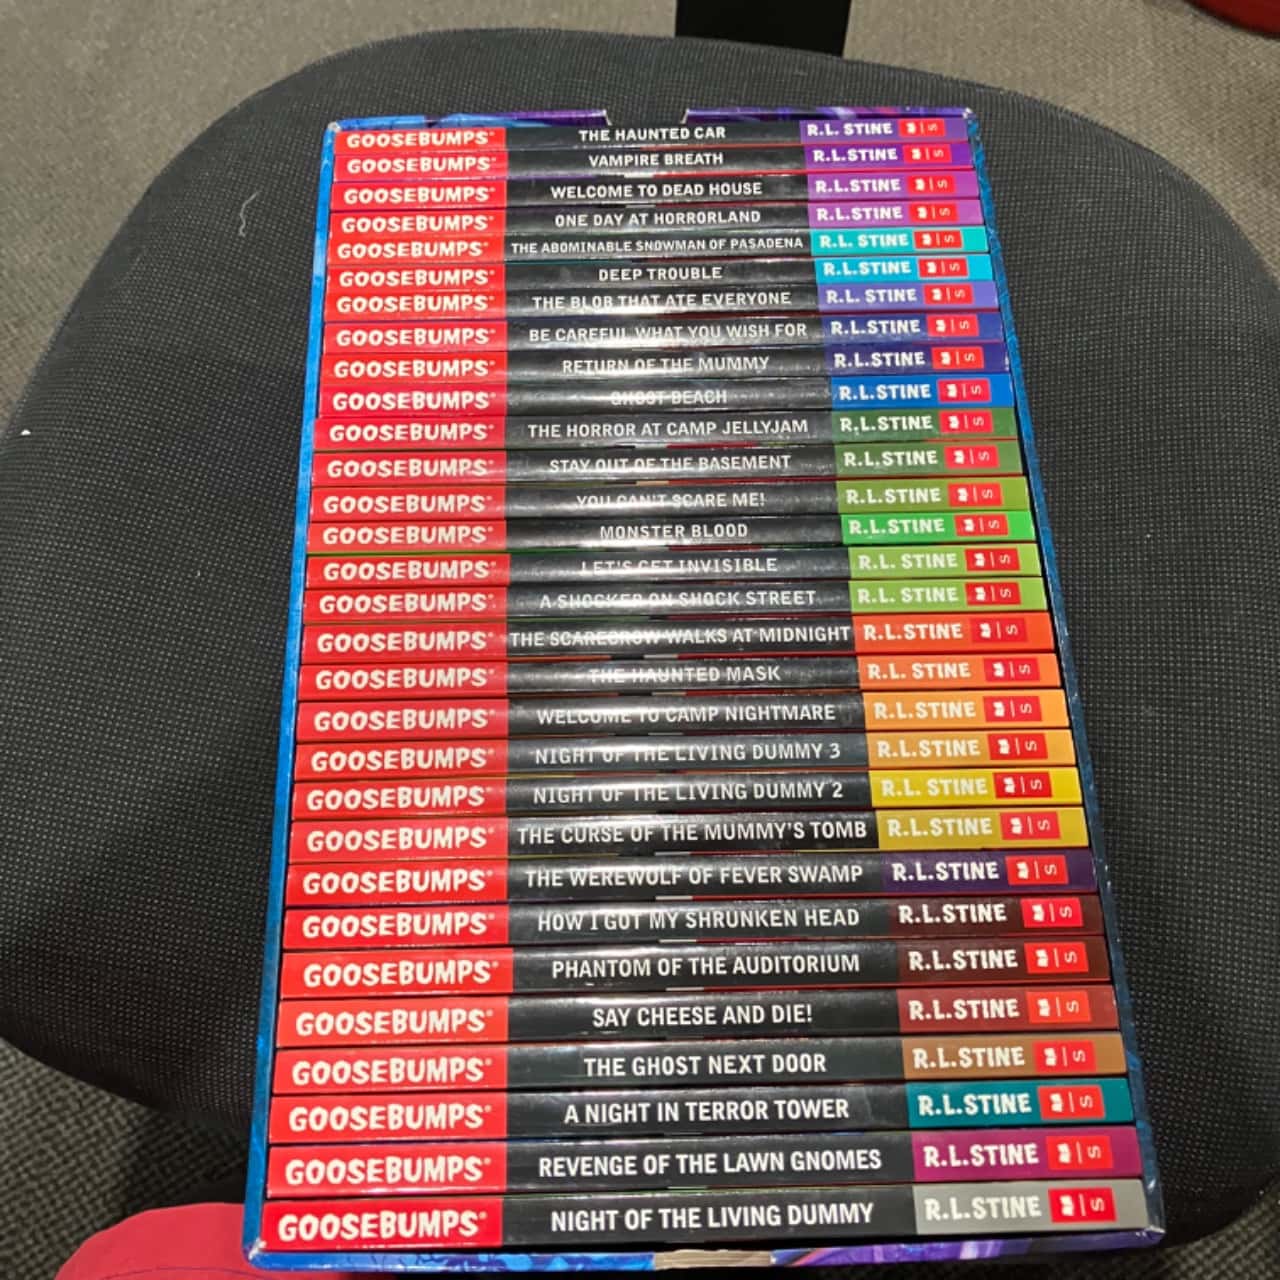 GOOSEBUMPS THE HAUNTED CAR R.L. STINE S
GOOSEBUMPS VAMPIRE BREATH R.L.STINE S
GOOSEBUMPS WELCOME TO DEAD HOUSE R.L.STINE S
GOOSEBUMPS ONE DAY AT HORRORLAND R.L.STINE S
GOOSEBUMPS THE ABOMINABLE SNOWMAN OF PASADENA R.L. STINE S
GOOSEBUMPS DEEP TROUBLE R.L.STINE S
GOOSEBUMPS THE BLOB THAT ATE EVERYONE R.L. STINE S
GOOSEBUMPS BE CAREFUL WHAT YOU WISH FOR R.L.STINE S
GOOSEBUMPS RETURN OF THE MUMMY R.L.STINE S
GOOSEBUMPS GHOST BEACH R.L.STINE S
GOOSEBUMPS THE HORROR AT CAMP JELLYJAM R.L.STINE S
GOOSEBUMPS STAY OUT OF THE BASEMENT R.L.STINE S
GOOSEBUMPS YOU CAN'T SCARE ME! R.L.STINE S
GOOSEBUMPS MONSTER BLOOD R.L.STINE S
GOOSEBUMPS LET'S GET INVISIBLE R.L. STINE S
GOOSEBUMPS A SHOCKER ON SHOCK STREET R.L. STINE S
GOOSEBUMPS THE SCARECROW WALKS AT MIDNIGHT R.L.STINE S
GOOSEBUMPS THE HAUNTED MASK R.L. STINE S
GOOSEBUMPS WELCOME TO CAMP NIGHTMARE R.L.STINE S
GOOSEBUMPS NIGHT OF THE LIVING DUMMY 3 R.L.STINE S
GOOSEBUMPS NIGHT OF THE LIVING DUMMY 2 R.L. STINE S
GOOSEBUMPS THE CURSE OF THE MUMMY'S TOMB R.L.STINE S
GOOSEBUMPS THE WEREWOLF OF FEVER SWAMP R.L.STINE S
GOOSEBUMPS HOW I GOT MY SHRUNKEN HEAD R.L.STINE S
GOOSEBUMPS PHANTOM OF THE AUDITORIUM R.L.STINE S
GOOSEBUMPS SAY CHEESE AND DIE! R.L.STINE S
GOOSEBUMPS THE GHOST NEXT DOOR R.L.STINE S
GOOSEBUMPS A NIGHT IN TERROR TOWER R.L.STINE S
GOOSEBUMPS REVENGE OF THE LAWN GNOMES R.L.STINE S
GOOSEBUMPS NIGHT OF THE LIVING DUMMY R.L.STINE S